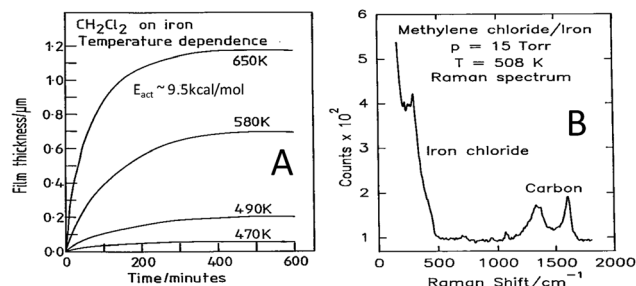 CH2Cl2 on iron
Temperature dependence
650K
Eact ~ 9.5kcal/mol
580K
A
490K
470K
1·2
1·0
0·8
0·6
0·4
0·2
0·0
0
200
400
600
Film thickness/μm
Time/minutes
Methylene chloride/Iron
p = 15 Torr
T = 508 K
Raman spectrum
B
Iron chloride
Carbon
6
5
4
3
2
1
0
500
1000
1500
2000
Counts x 10^2
Raman Shift/cm^-1